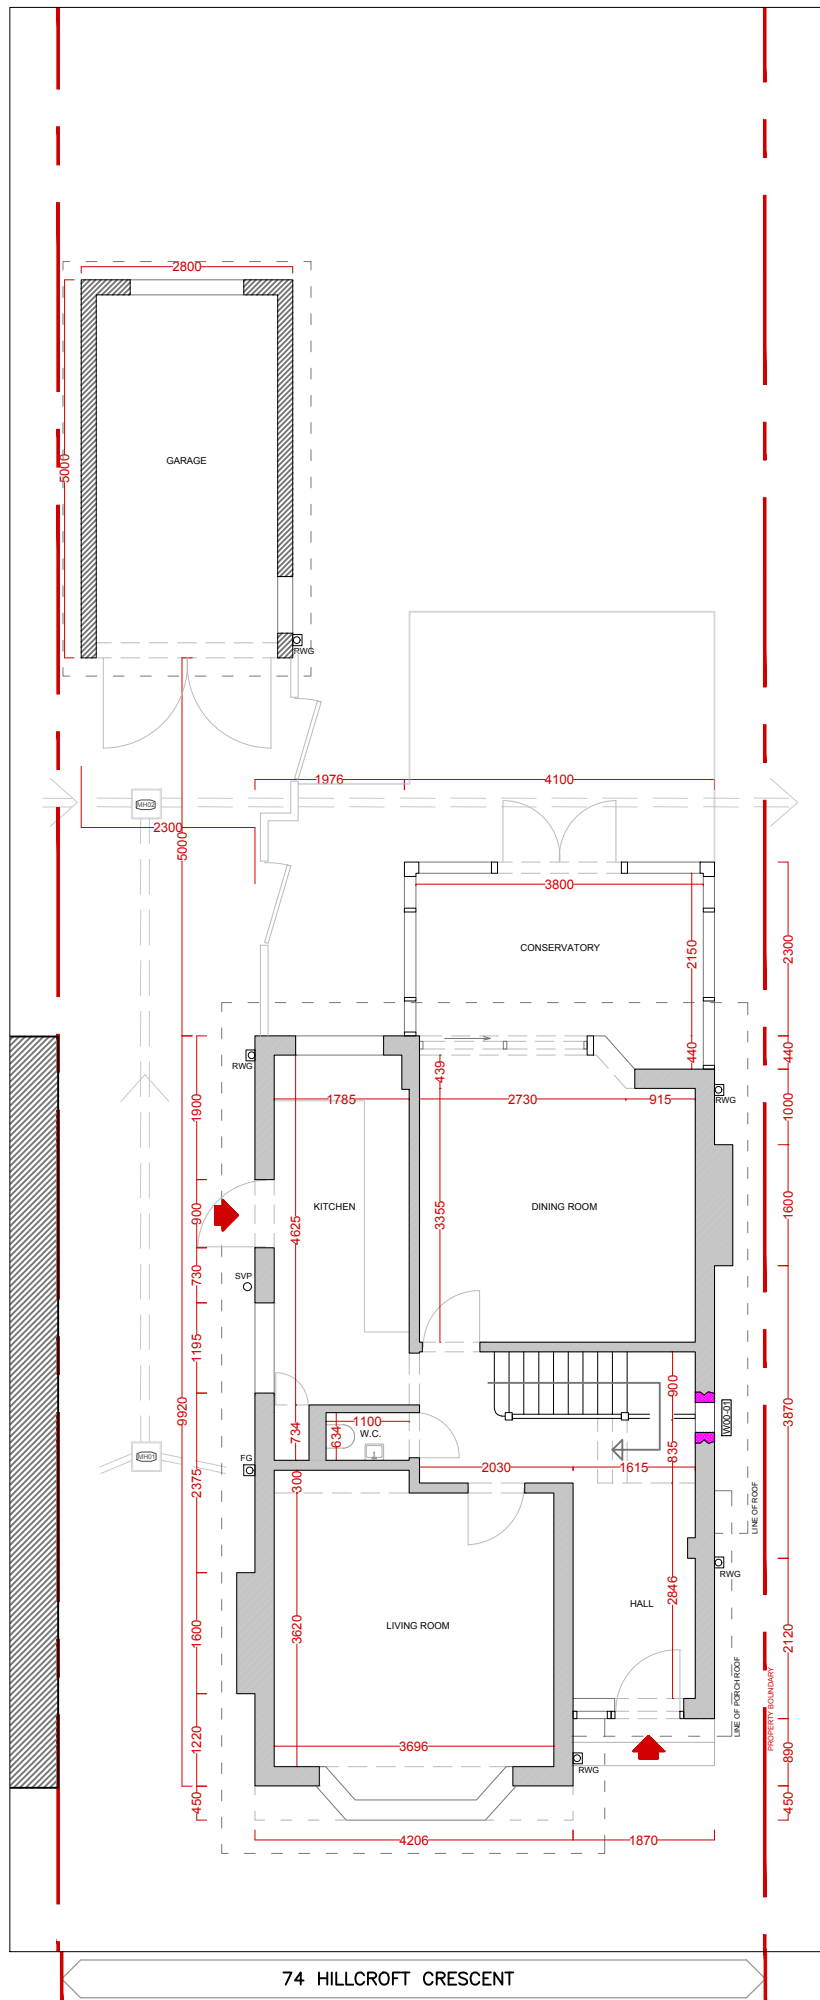 2800
GARAGE
5000
RWG
1976
4100
MH02
2300
5000
3800
CONSERVATORY
2150
2300
RWG
439
440
440
1900
1785
2730
915
RWG
1000
KITCHEN
DINING ROOM
900
4625
3355
1600
SVP
730
1195
900
W00-01
3870
9920
1100
W.C.
734
634
835
MH01
FG
2375
300
2030
1615
LINE OF ROOF
RWG
2846
HALL
LIVING ROOM
1600
3620
2120
LINE OF PORCH ROOF
PROPERTY BOUNDARY
1220
3696
890
RWG
450
450
4206
1870
74 HILLCROFT CRESCENT